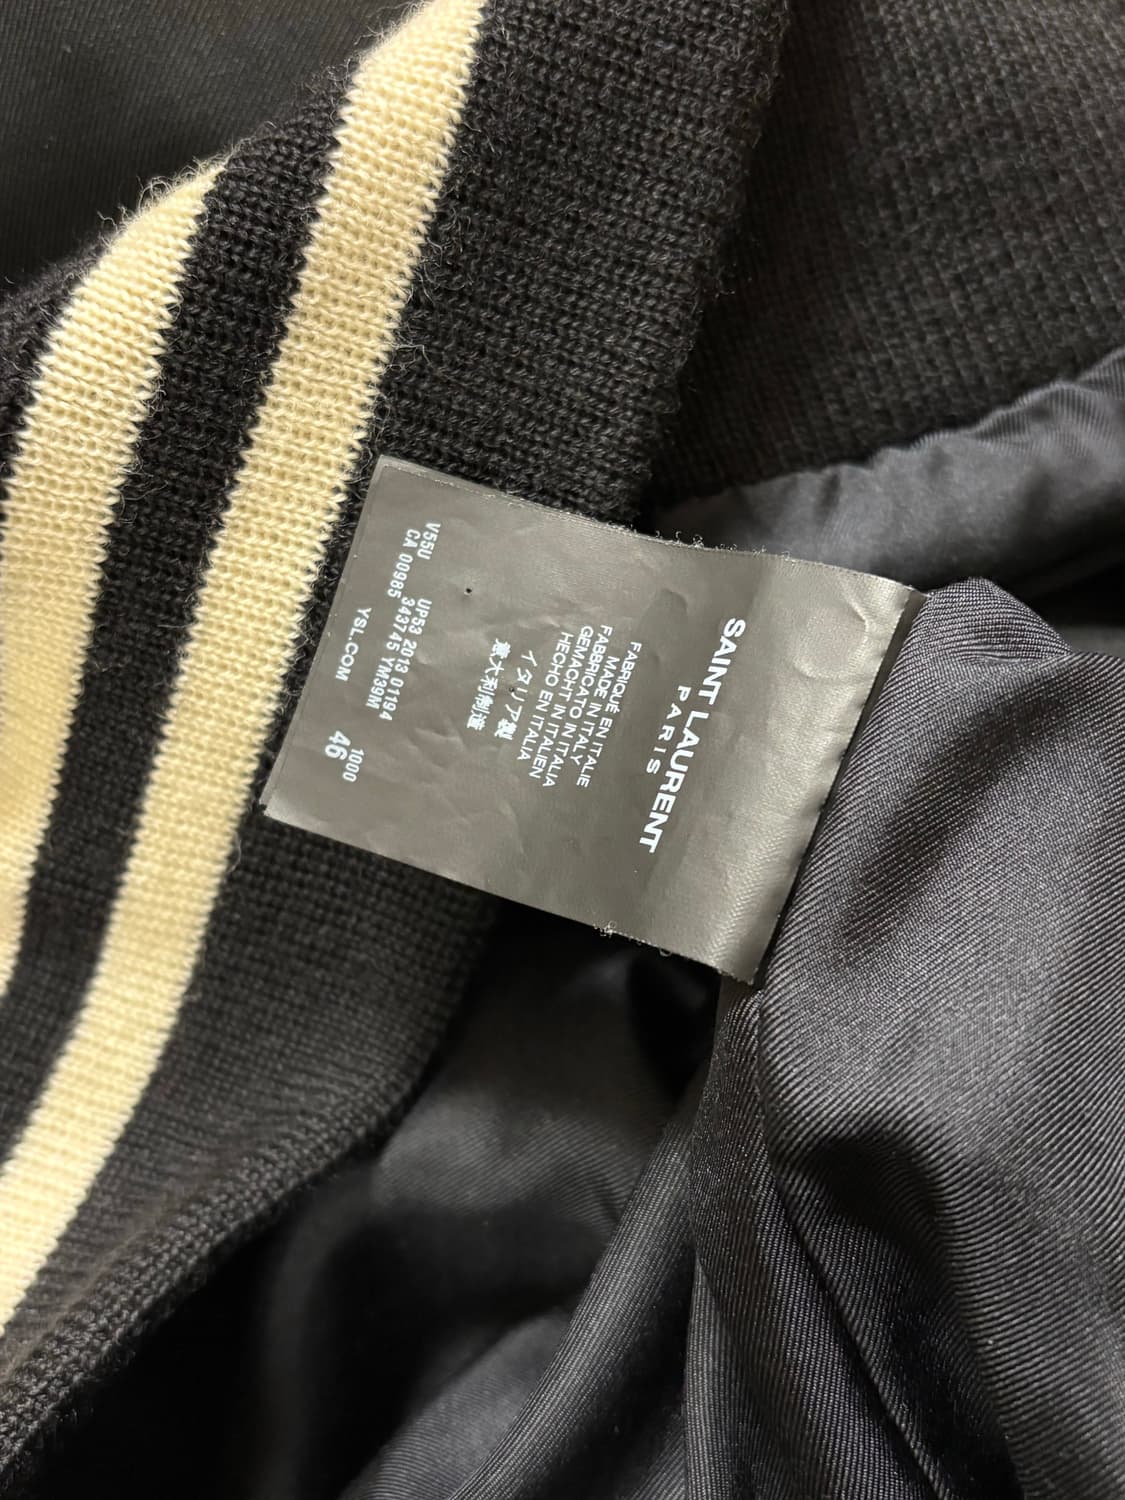 SAINT LAURENT
PARIS
FABRIQUÉ EN ITALIE
MADE IN ITALY
FABBRICATO IN ITALIA
GEMACHT IN ITALIEN
HECHO EN ITALIA
イタリア製
意大利制造
V55U UP53 2013 01194
CA 00985 343745 YM39M
1000
YSL.COM 46